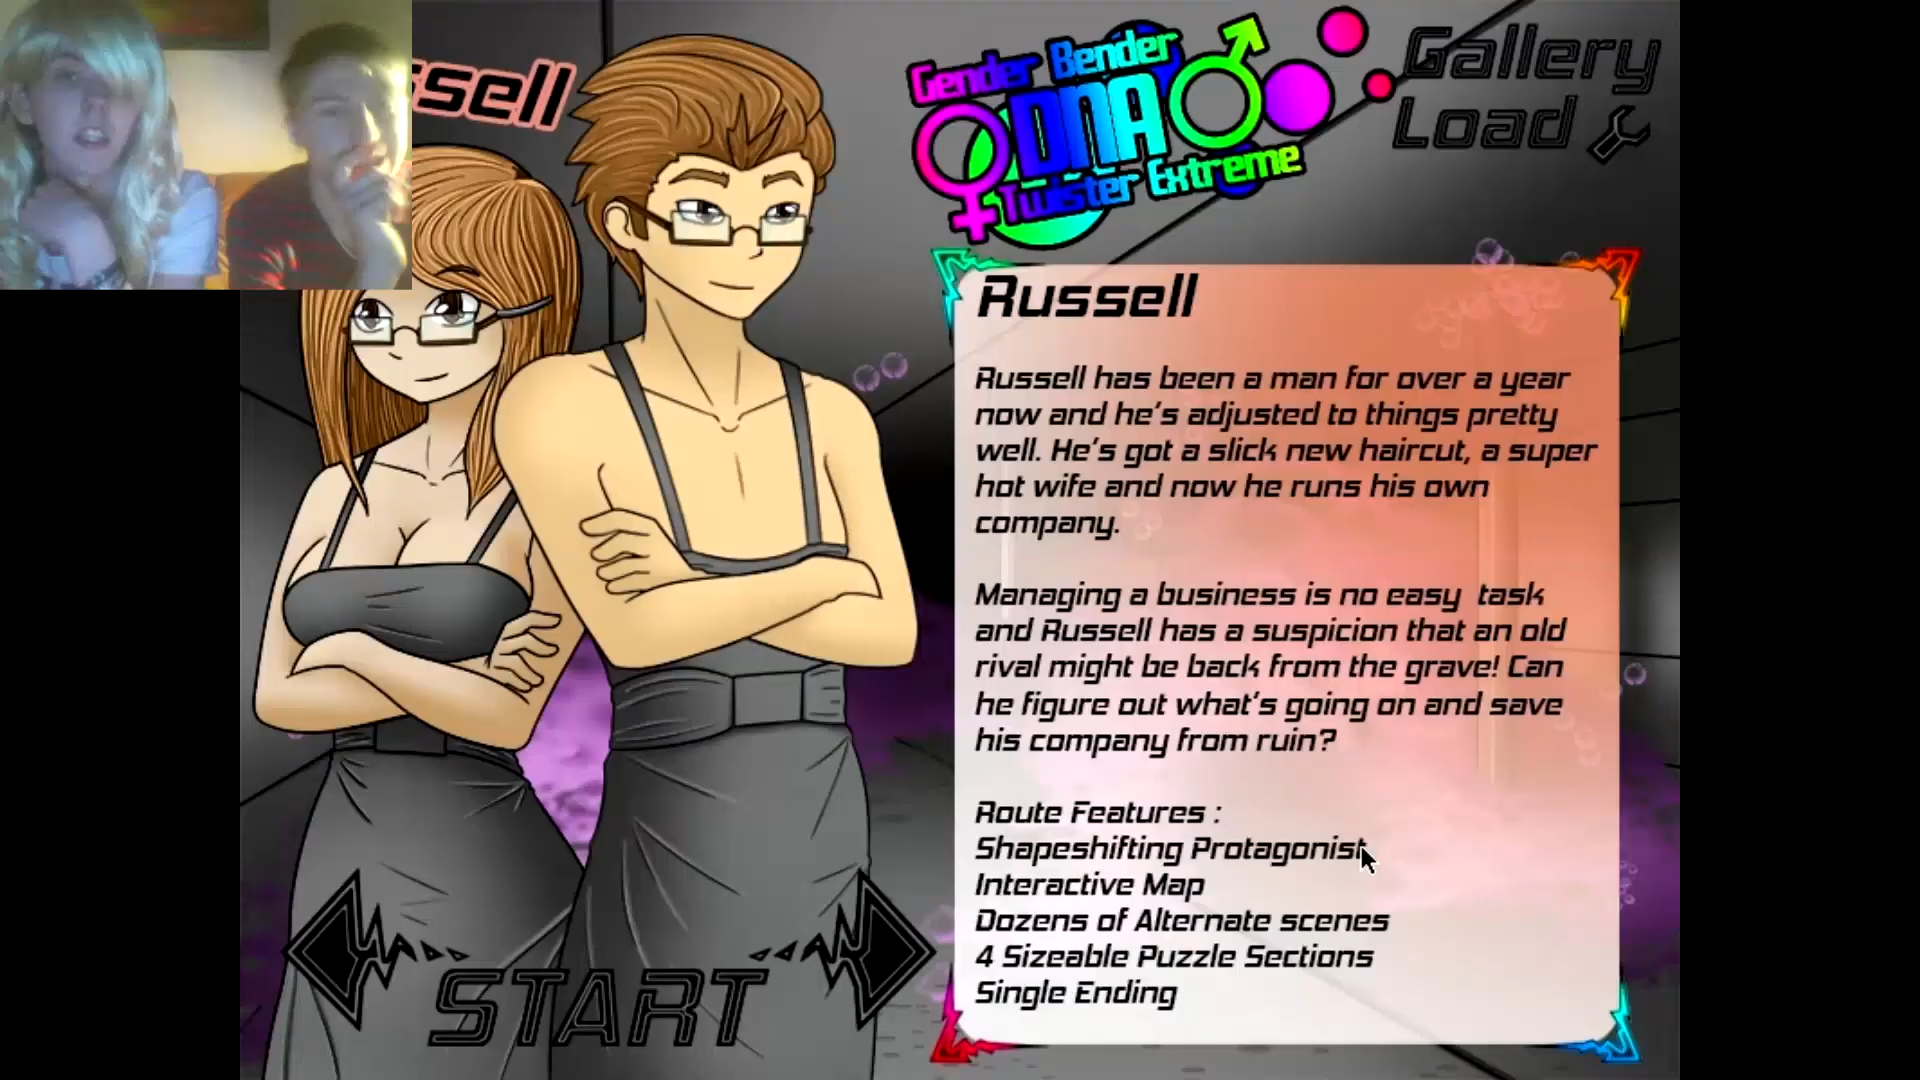 ssell
Gender Bender
DNA
Twister Extreme
Gallery
Load
Russell
Russell has been a man for over a year
now and he's adjusted to things pretty
well. He's got a slick new haircut, a super
hot wife and now he runs his own
company.
Managing a business is no easy task
and Russell has a suspicion that an old
rival might be back from the grave! Can
he figure out what's going on and save
his company from ruin?
Route Features :
Shapeshifting Protagonist
Interactive Map
Dozens of Alternate scenes
4 Sizeable Puzzle Sections
Single Ending
START